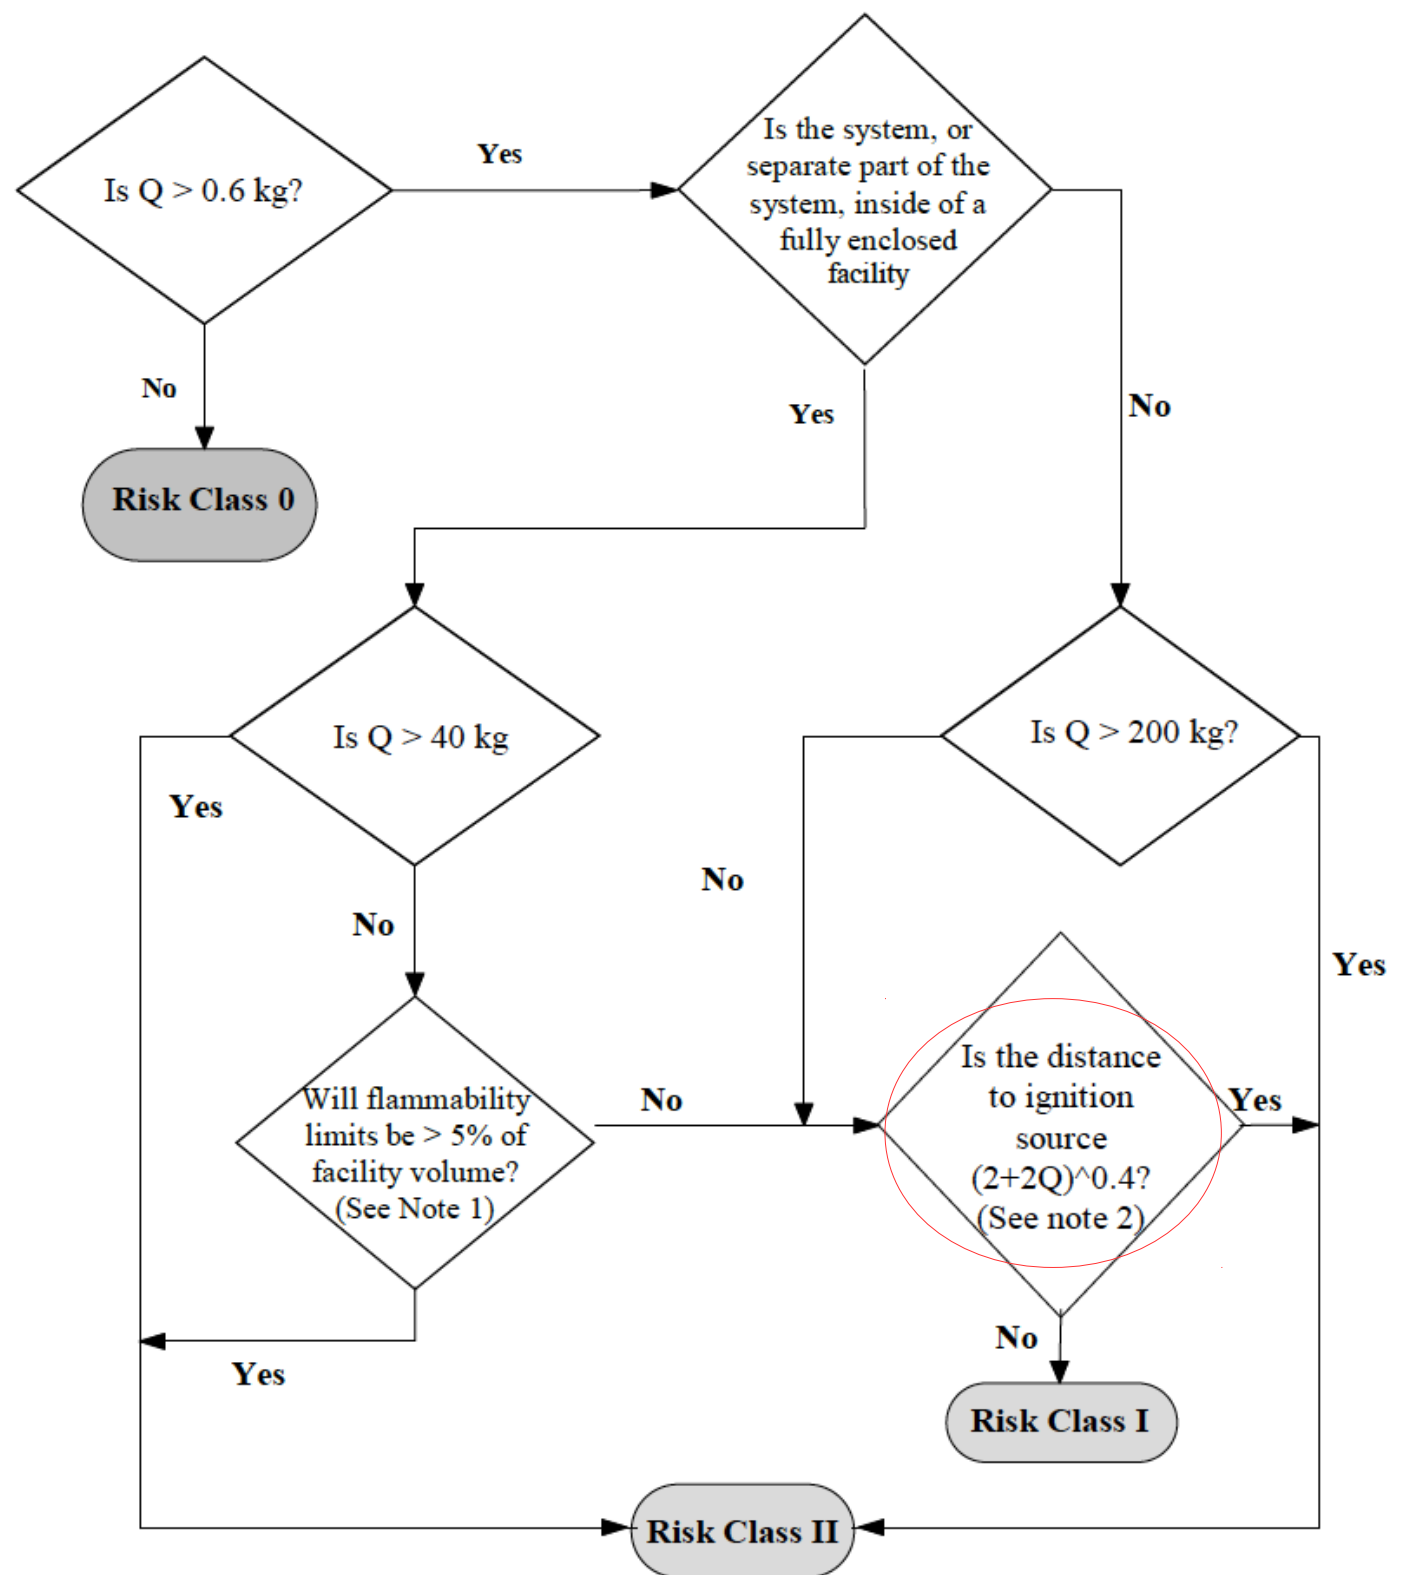 Is Q > 0.6 kg?
Yes
Is the system, or
separate part of the
system, inside of a
fully enclosed
facility
No
Risk Class 0
Yes
No
Is Q > 40 kg
Yes
No
Is Q > 200 kg?
No
Yes
Will flammability
limits be > 5% of
facility volume?
(See Note 1)
No
Yes
Is the distance
to ignition
source
(2+2Q)^0.4?
(See note 2)
Yes
No
Risk Class I
Risk Class II